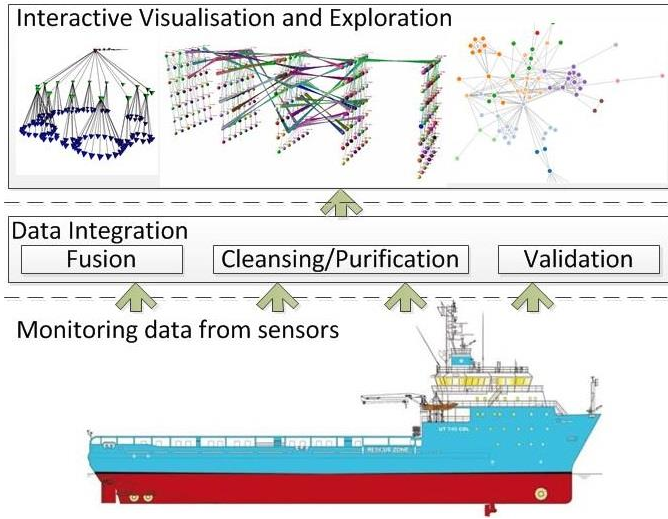 Interactive Visualisation and Exploration
Data Integration
Fusion
Cleansing/Purification
Validation
Monitoring data from sensors
UT 745 CDL
RESCUE ZONE